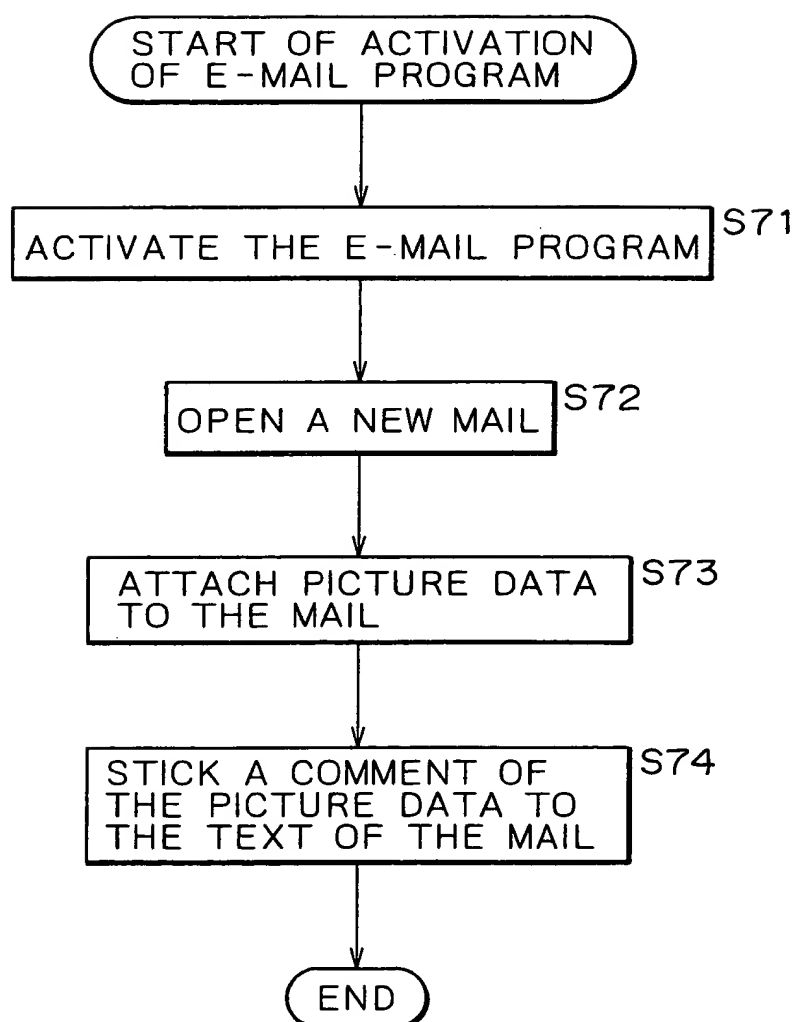 START OF ACTIVATION
OF E-MAIL PROGRAM
S71
ACTIVATE THE E-MAIL PROGRAM
S72
OPEN A NEW MAIL
S73
ATTACH PICTURE DATA
TO THE MAIL
S74
STICK A COMMENT OF
THE PICTURE DATA TO
THE TEXT OF THE MAIL
END